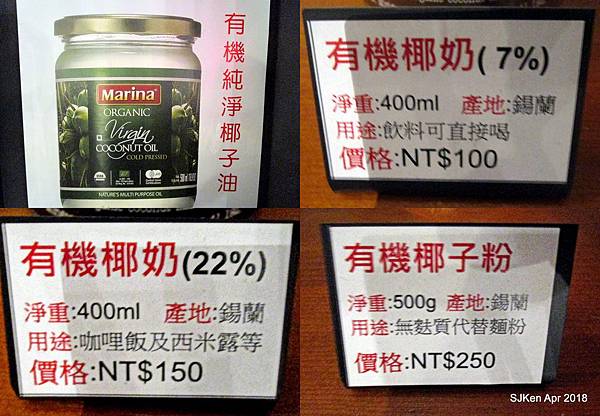 有機純淨椰子油
Marina
ORGANIC
Virgin
COCONUT OIL
COLD PRESSED
NATURE'S MULTI PURPOSE OIL
有機椰奶( 7%)
淨重:400ml 產地:錫蘭
用途:飲料可直接喝
價格:NT$100
有機椰奶(22%)
淨重:400ml 產地:錫蘭
用途:咖哩飯及西米露等
價格:NT$150
有機椰子粉
淨重:500g 產地:錫蘭
用途:無麩質代替麵粉
價格:NT$250
SJKen Apr 2018